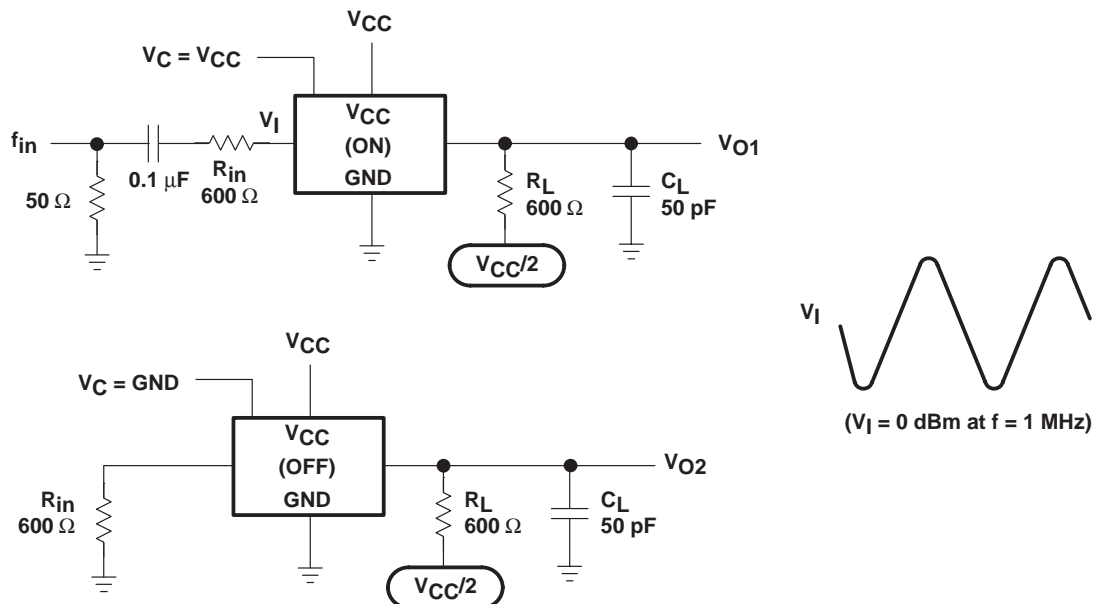 VCC
VC = VCC
VI
VCC
(ON)
GND
fin
50 Ω
0.1 μF
Rin
600 Ω
RL
600 Ω
CL
50 pF
VO1
VCC/2
VI
(VI = 0 dBm at f = 1 MHz)
VCC
VC = GND
VCC
(OFF)
GND
Rin
600 Ω
RL
600 Ω
CL
50 pF
VO2
VCC/2